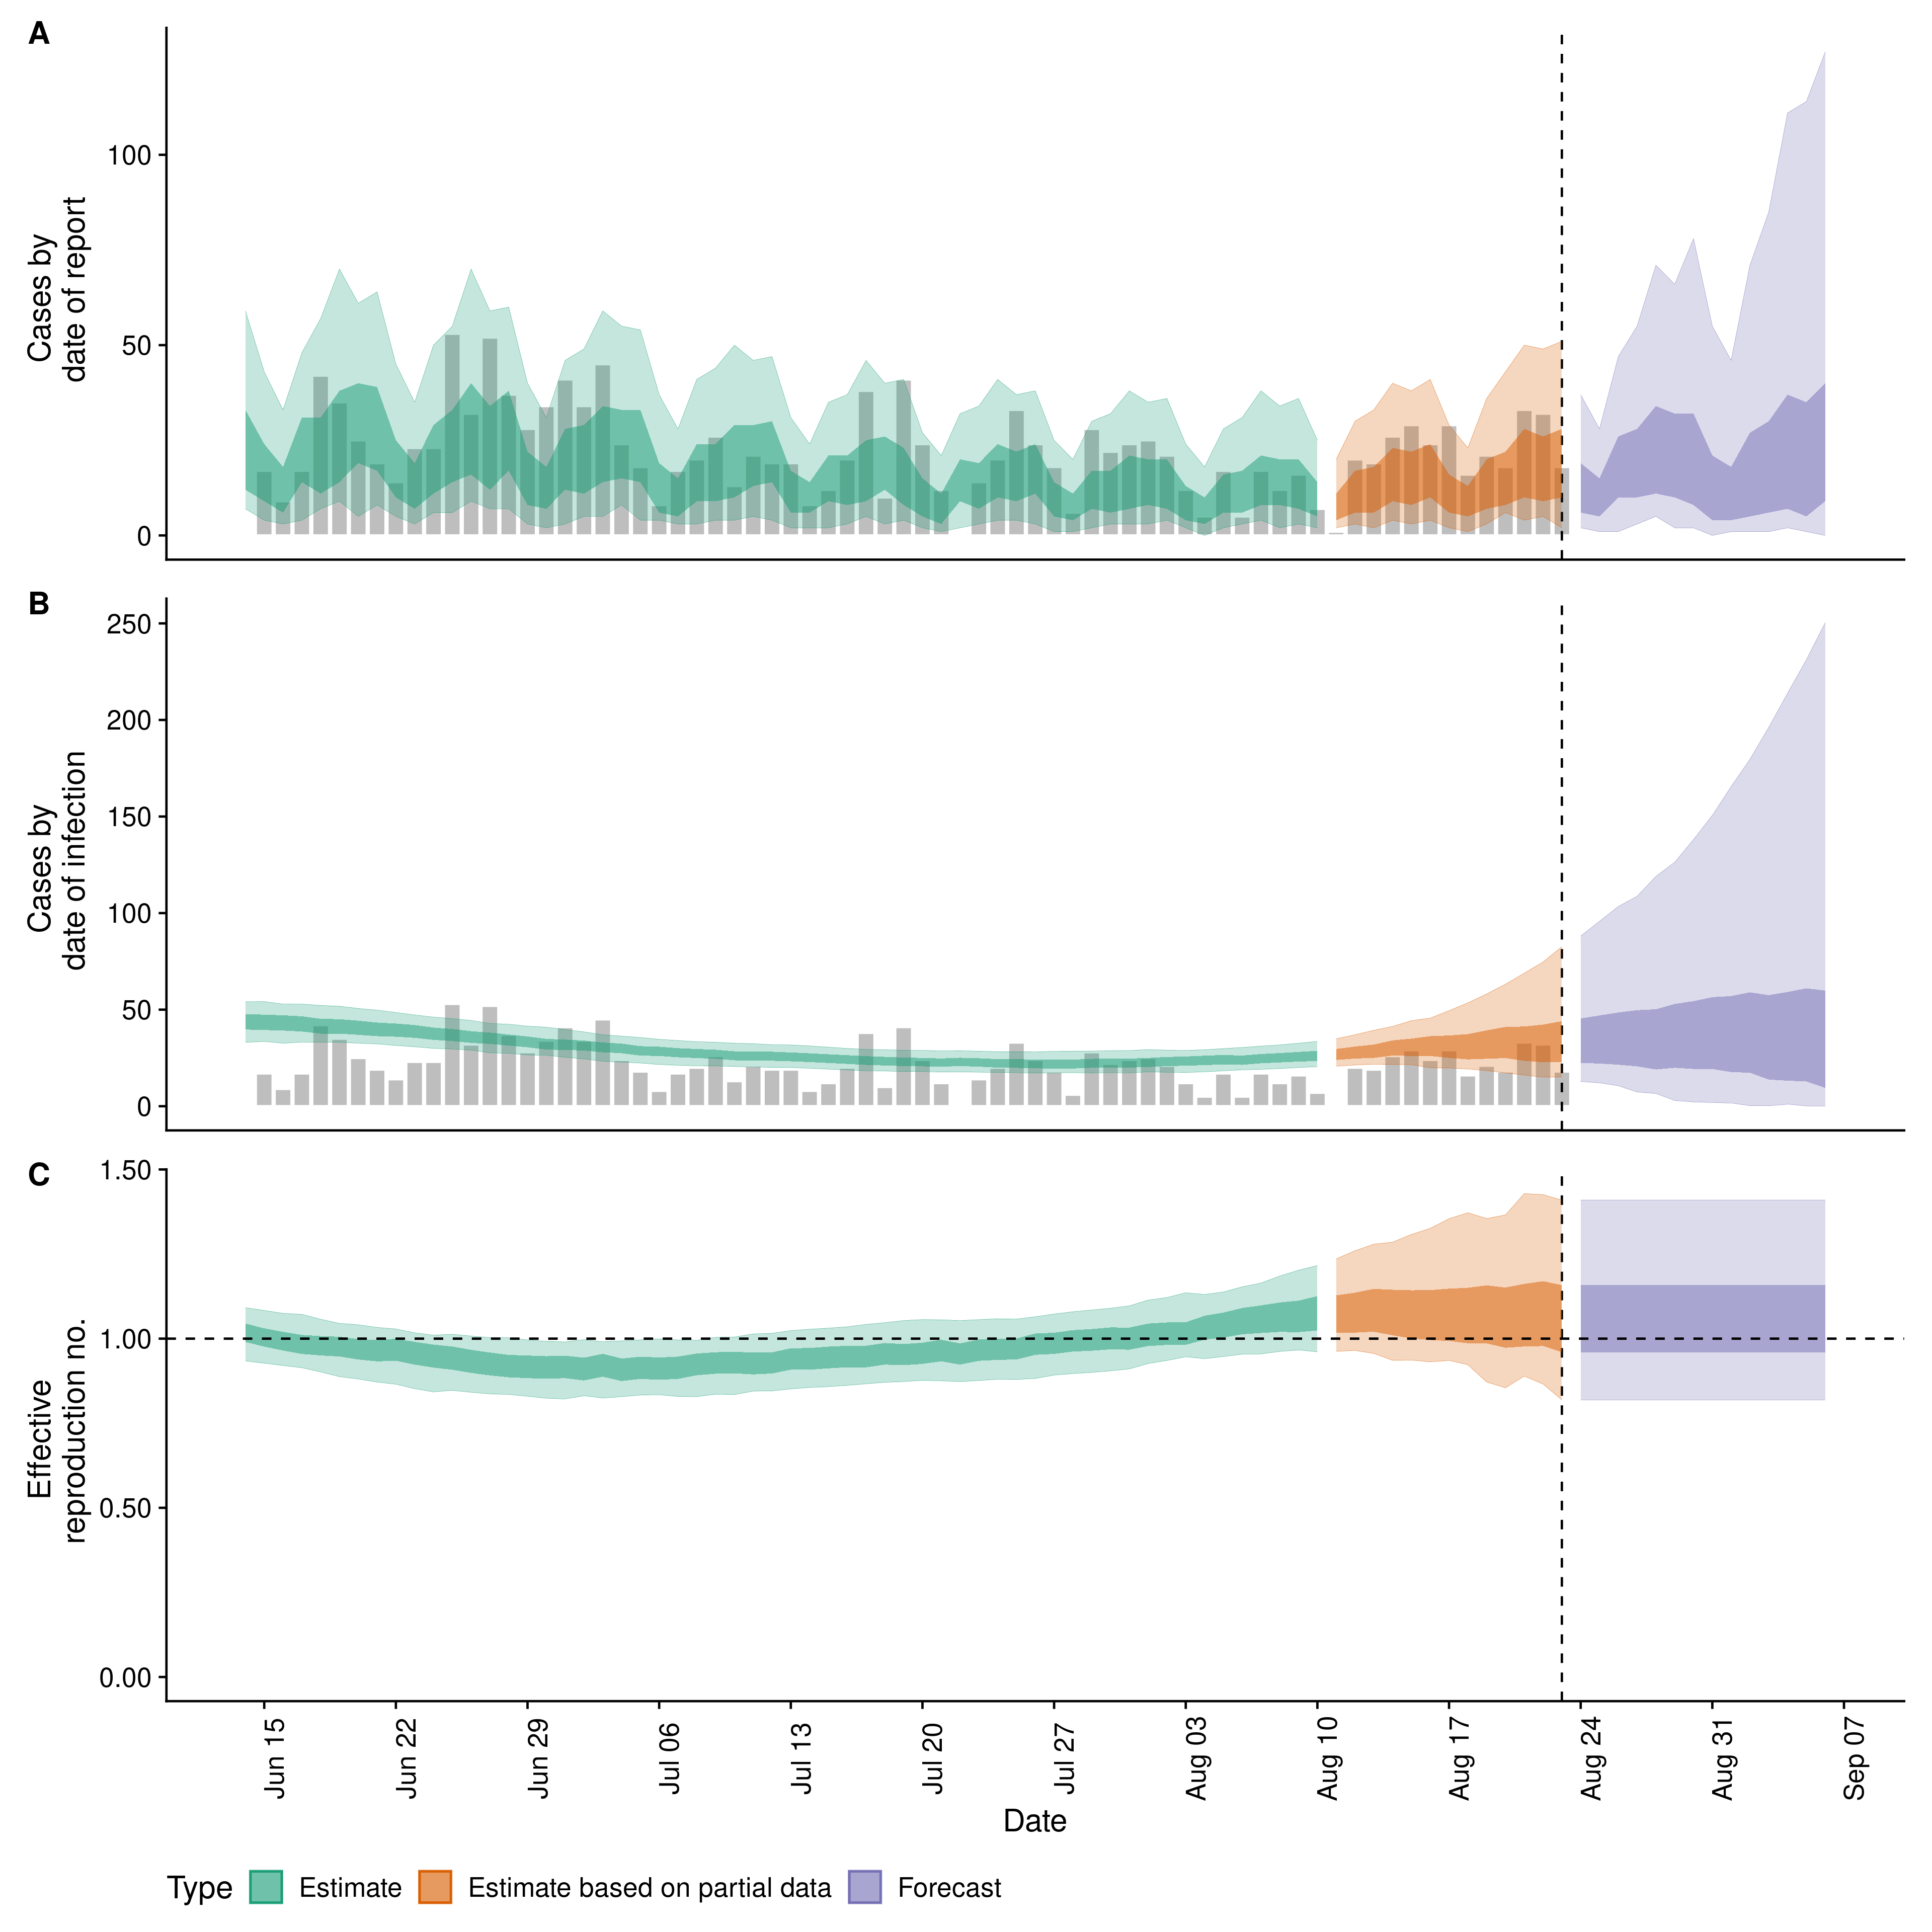 A
Cases by
date of report
100
50
0
B
Cases by
date of infection
250
200
150
100
50
0
C
Effective
reproduction no.
1.50
1.00
0.50
0.00
Jun 15
Jun 22
Jun 29
Jul 06
Jul 13
Jul 20
Jul 27
Aug 03
Aug 10
Aug 17
Aug 24
Aug 31
Sep 07
Date
Type Estimate Estimate based on partial data Forecast